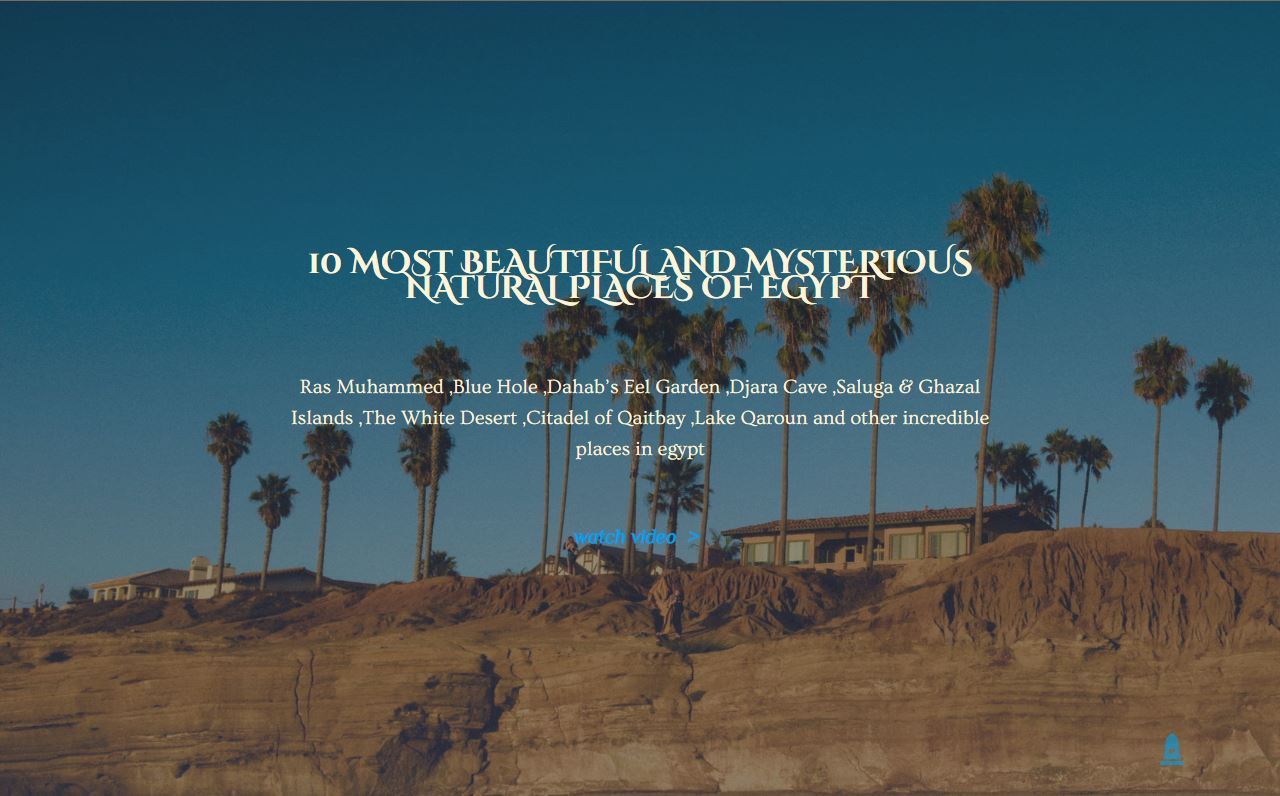 10 MOST BEAUTIFUL AND MYSTERIOUS
NATURAL PLACES OF EGYPT
Ras Muhammed ,Blue Hole ,Dahab’s Eel Garden ,Djara Cave ,Saluga & Ghazal
Islands ,The White Desert ,Citadel of Qaitbay ,Lake Qaroun and other incredible
places in egypt
watch video >